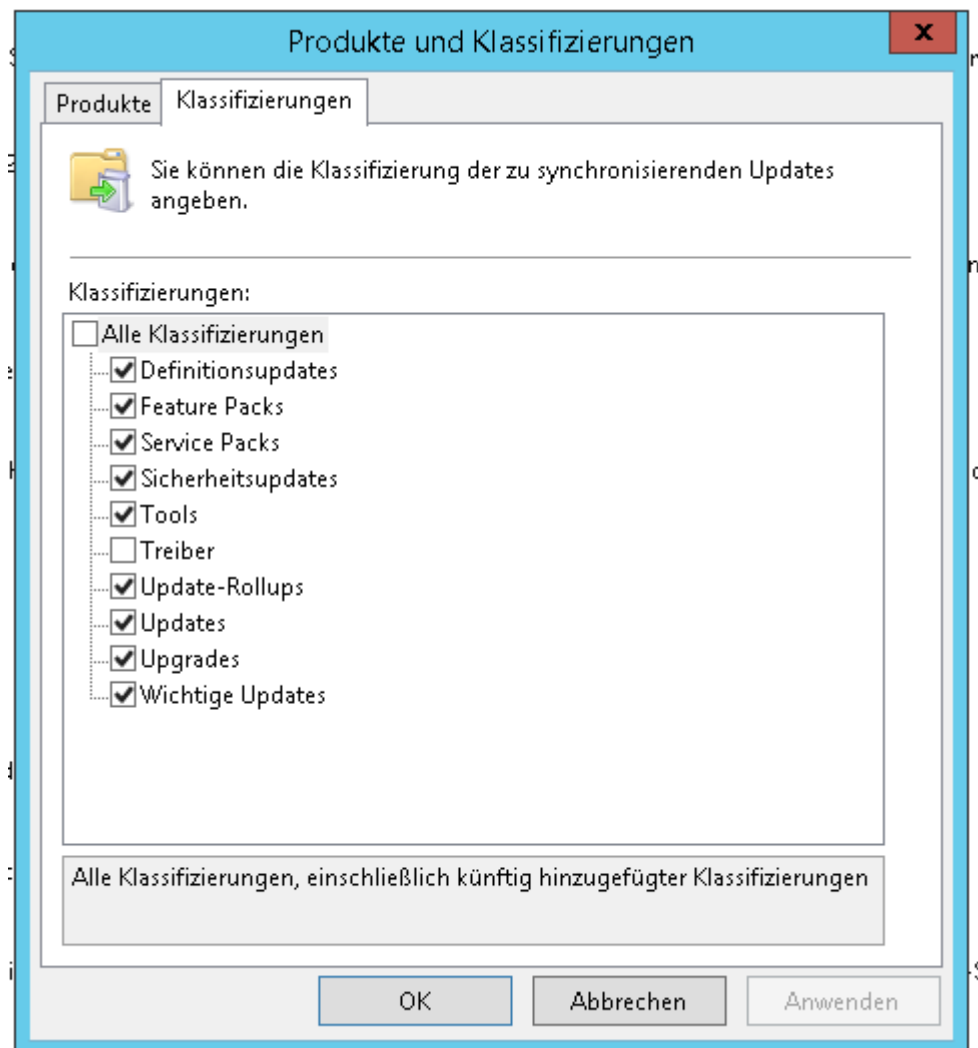 Produkte und Klassifizierungen
x
Produkte
Klassifizierungen
Sie können die Klassifizierung der zu synchronisierenden Updates
angeben.
Klassifizierungen:
Alle Klassifizierungen
Definitionsupdates
Feature Packs
Service Packs
Sicherheitsupdates
Tools
Treiber
Update-Rollups
Updates
Upgrades
Wichtige Updates
Alle Klassifizierungen, einschließlich künftig hinzugefügter Klassifizierungen
OK
Abbrechen
Anwenden